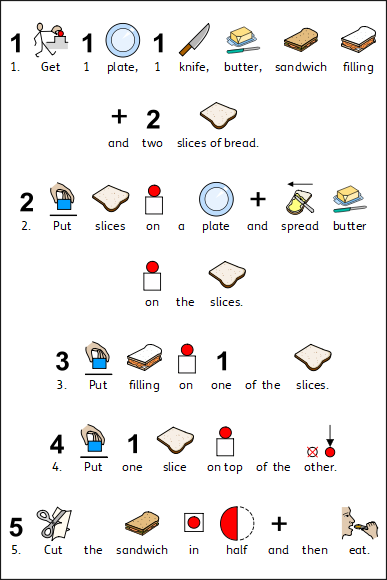 1 1 1
1. Get 1 plate, 1 knife, butter, sandwich filling
+ 2
and two slices of bread.
2 +
2. Put slices on a plate and spread butter
on the slices.
3 1
3. Put filling on one of the slices.
4 1
4. Put one slice on top of the other.
5 +
5. Cut the sandwich in half and then eat.